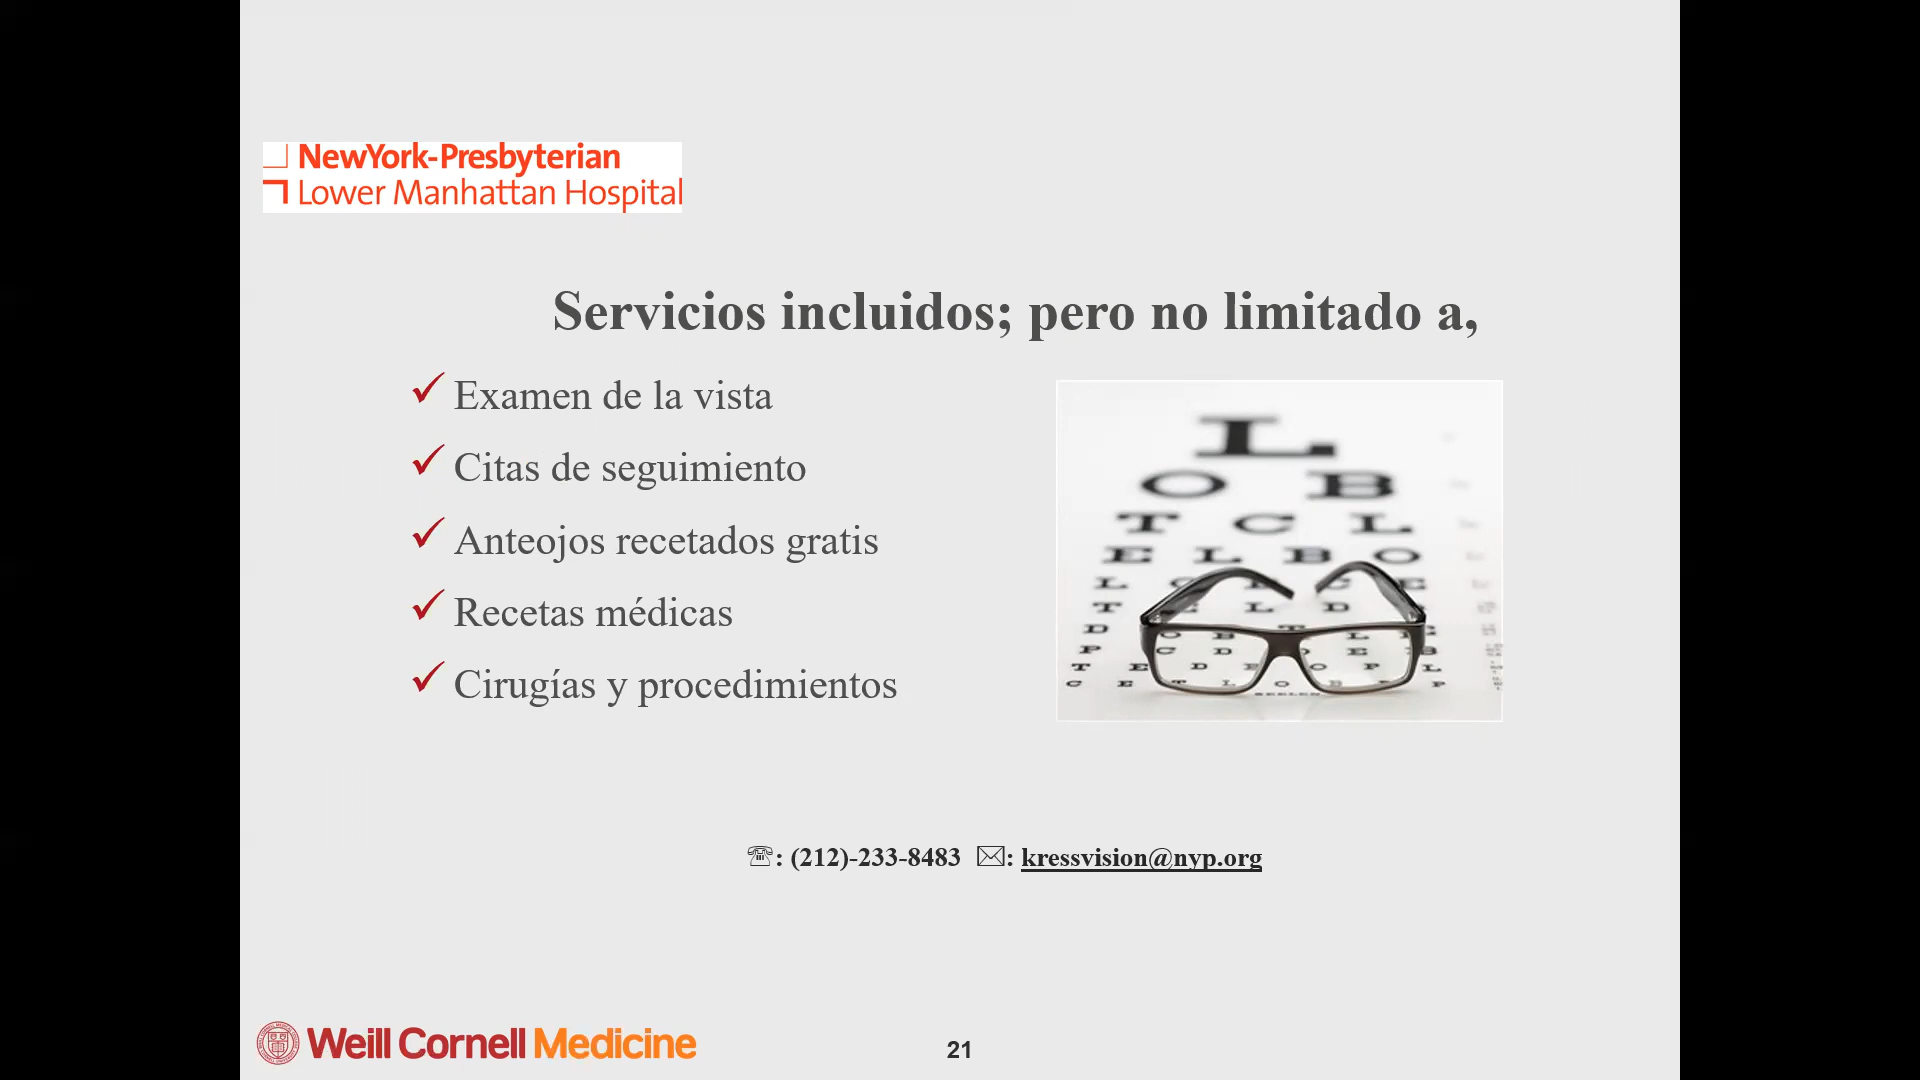 NewYork-Presbyterian
Lower Manhattan Hospital
Servicios incluidos; pero no limitado a,
✓ Examen de la vista
✓ Citas de seguimiento
✓ Anteojos recetados gratis
✓ Recetas médicas
✓ Cirugías y procedimientos
L
O B
T C L
E L B O
☏: (212)-233-8483 ✉: kressvision@nyp.org
Weill Cornell Medicine
21